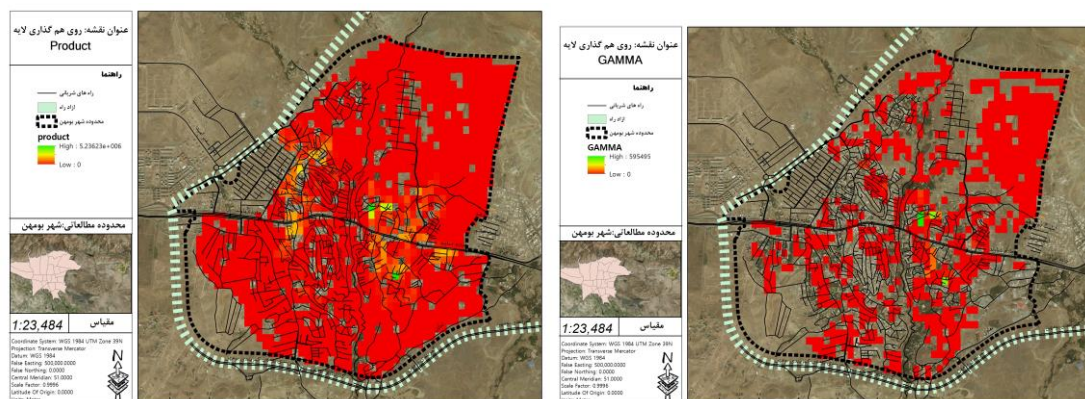 عنوان نقشه: روی هم گذاری لایه
Product
راهنما
راه های شریانی
ازاد راه
محدوده شهر بومهن
product
High : 5.23623e+006
Low : 0
محدوده مطالعاتی:شهر بومهن
1:23,484
مقیاس
Coordinate System: WGS 1984 UTM Zone 39N
Projection: Transverse Mercator
Datum: WGS 1984
False Easting: 500,000.0000
False Northing: 0.0000
Central Meridian: 51.0000
Scale Factor: 0.9996
Latitude Of Origin: 0.0000
N
عنوان نقشه: روی هم گذاری لایه
GAMMA
راهنما
راه های شریانی
ازاد راه
محدوده شهر بومهن
GAMMA
High : 595495
Low : 0
محدوده مطالعاتی:شهر بومهن
1:23,484
مقیاس
Coordinate System: WGS 1984 UTM Zone 39N
Projection: Transverse Mercator
Datum: WGS 1984
False Easting: 500,000.0000
False Northing: 0.0000
Central Meridian: 51.0000
Scale Factor: 0.9996
Latitude Of Origin: 0.0000
N